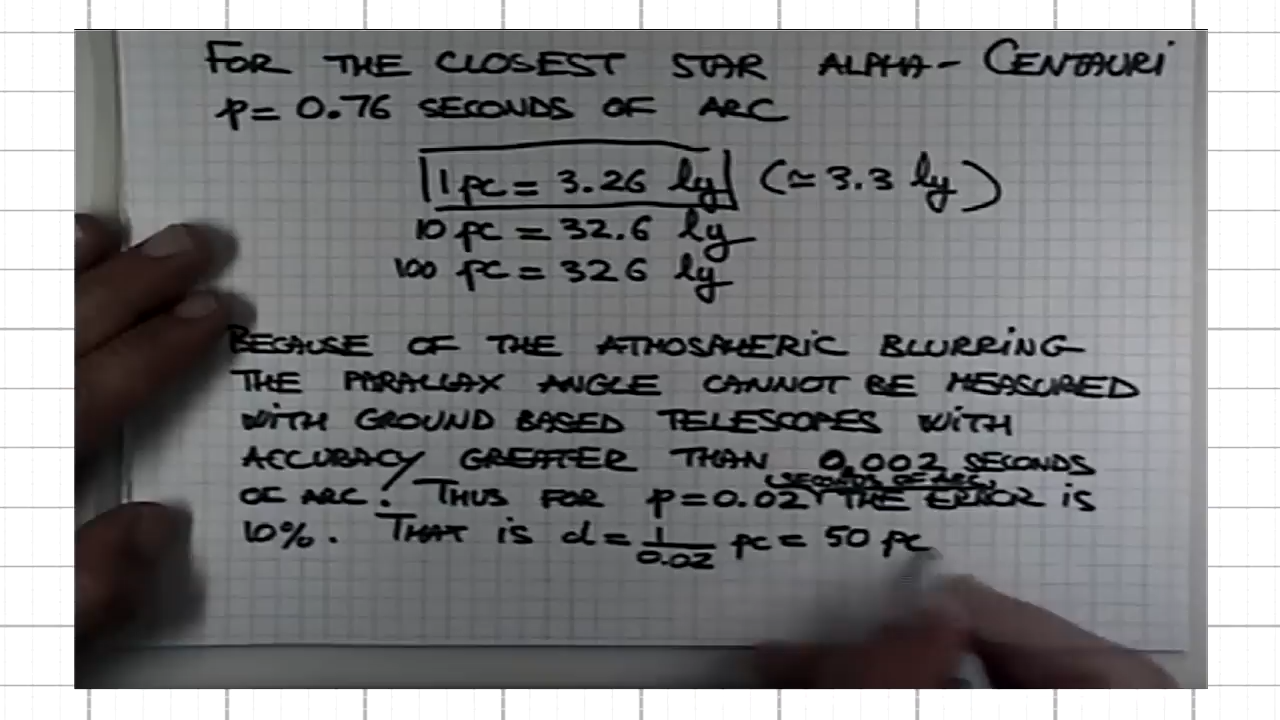 FOR THE CLOSEST STAR ALPHA-CENTAURI
p = 0.76 SECONDS OF ARC
1 pc = 3.26 ly (≃ 3.3 ly)
10 pc = 32.6 ly
100 pc = 326 ly
BECAUSE OF THE ATMOSPHERIC BLURRING
THE PARALLAX ANGLE CANNOT BE MEASURED
WITH GROUND BASED TELESCOPES WITH
ACCURACY GREATER THAN 0.002 SECONDS
SECONDS OF ARC,
OF ARC! THUS FOR p = 0.02 THE ERROR IS
10%. THAT IS d = 1/0.02 pc = 50 pc